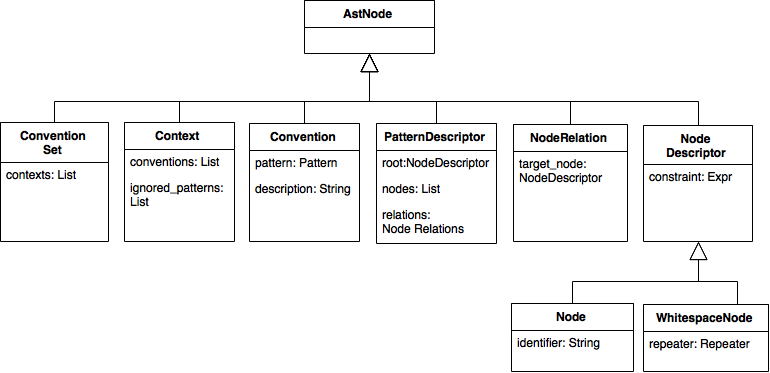 AstNode
Convention
Set
contexts: List
Context
conventions: List
ignored_patterns:
List
Convention
pattern: Pattern
description: String
PatternDescriptor
root:NodeDescriptor
nodes: List
relations:
Node Relations
NodeRelation
target_node:
NodeDescriptor
Node
Descriptor
constraint: Expr
Node
identifier: String
WhitespaceNode
repeater: Repeater